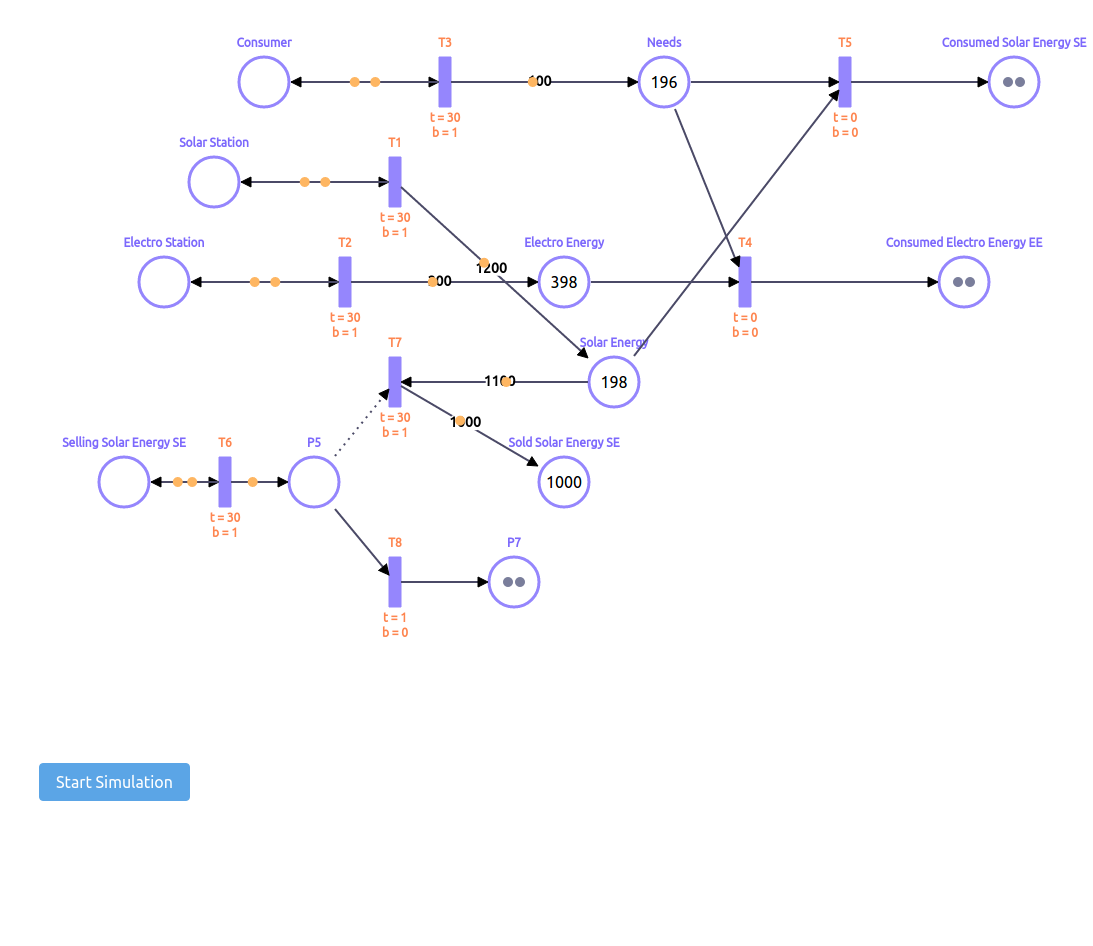 Consumer
T3
Needs
T5
Consumed Solar Energy SE
100
196
t = 30
b = 1
t = 0
b = 0
Solar Station
T1
t = 30
b = 1
Electro Station
T2
Electro Energy
T4
Consumed Electro Energy EE
1200
200
398
t = 30
b = 1
t = 0
b = 0
T7
Solar Energy
1100
198
t = 30
b = 1
1000
Selling Solar Energy SE
T6
P5
Sold Solar Energy SE
1000
t = 30
b = 1
T8
P7
t = 1
b = 0
Start Simulation